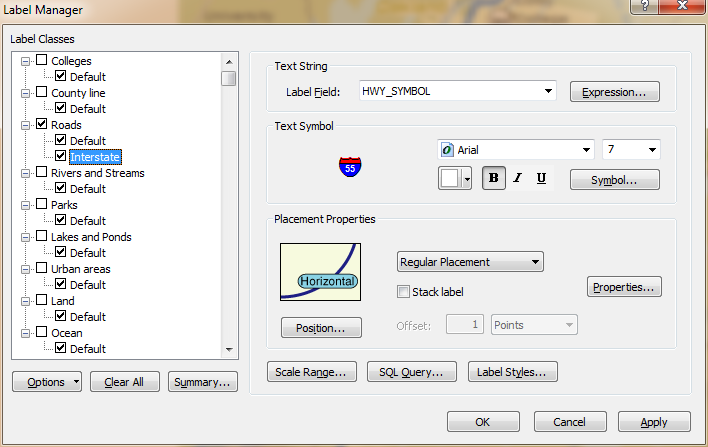 Label Manager
Label Classes
Colleges
Default
County line
Default
Roads
Default
Interstate
Rivers and Streams
Default
Parks
Default
Lakes and Ponds
Default
Urban areas
Default
Land
Default
Ocean
Default
Options
Clear All
Summary...
Text String
Label Field:
HWY_SYMBOL
Expression...
Text Symbol
55
Arial
7
B I U
Symbol...
Placement Properties
Horizontal
Regular Placement
Stack label
Properties...
Position...
Offset:
1
Points
Scale Range...
SQL Query...
Label Styles...
OK
Cancel
Apply